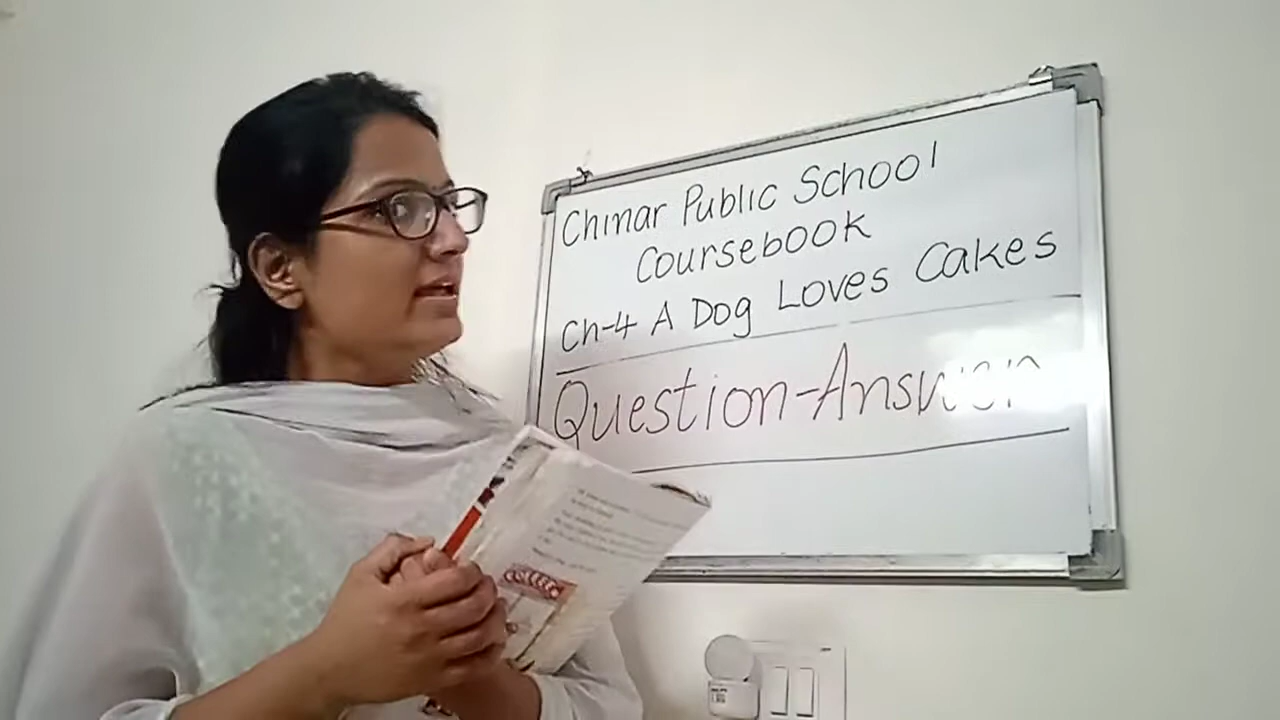 Chinar Public School
Coursebook
Ch-4 A Dog Loves Cakes
Question-Answer